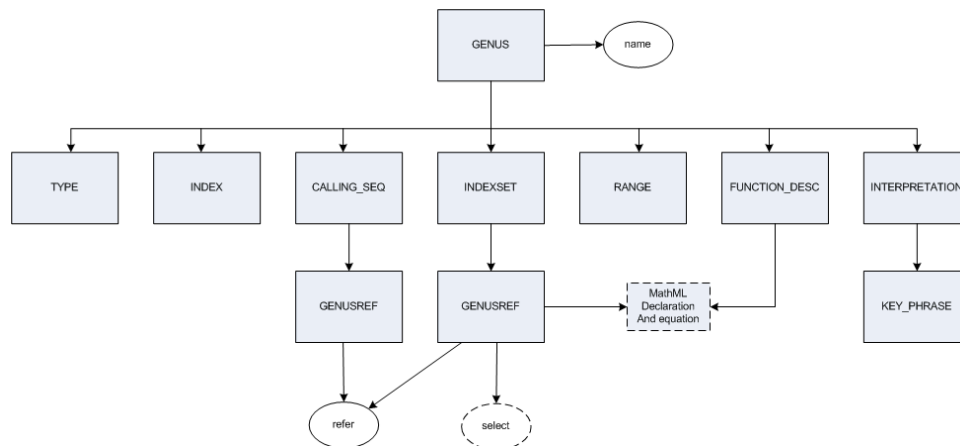 GENUS
name
TYPE
INDEX
CALLING_SEQ
INDEXSET
RANGE
FUNCTION_DESC
INTERPRETATION
GENUSREF
GENUSREF
MathML
Declaration
And equation
KEY_PHRASE
refer
select